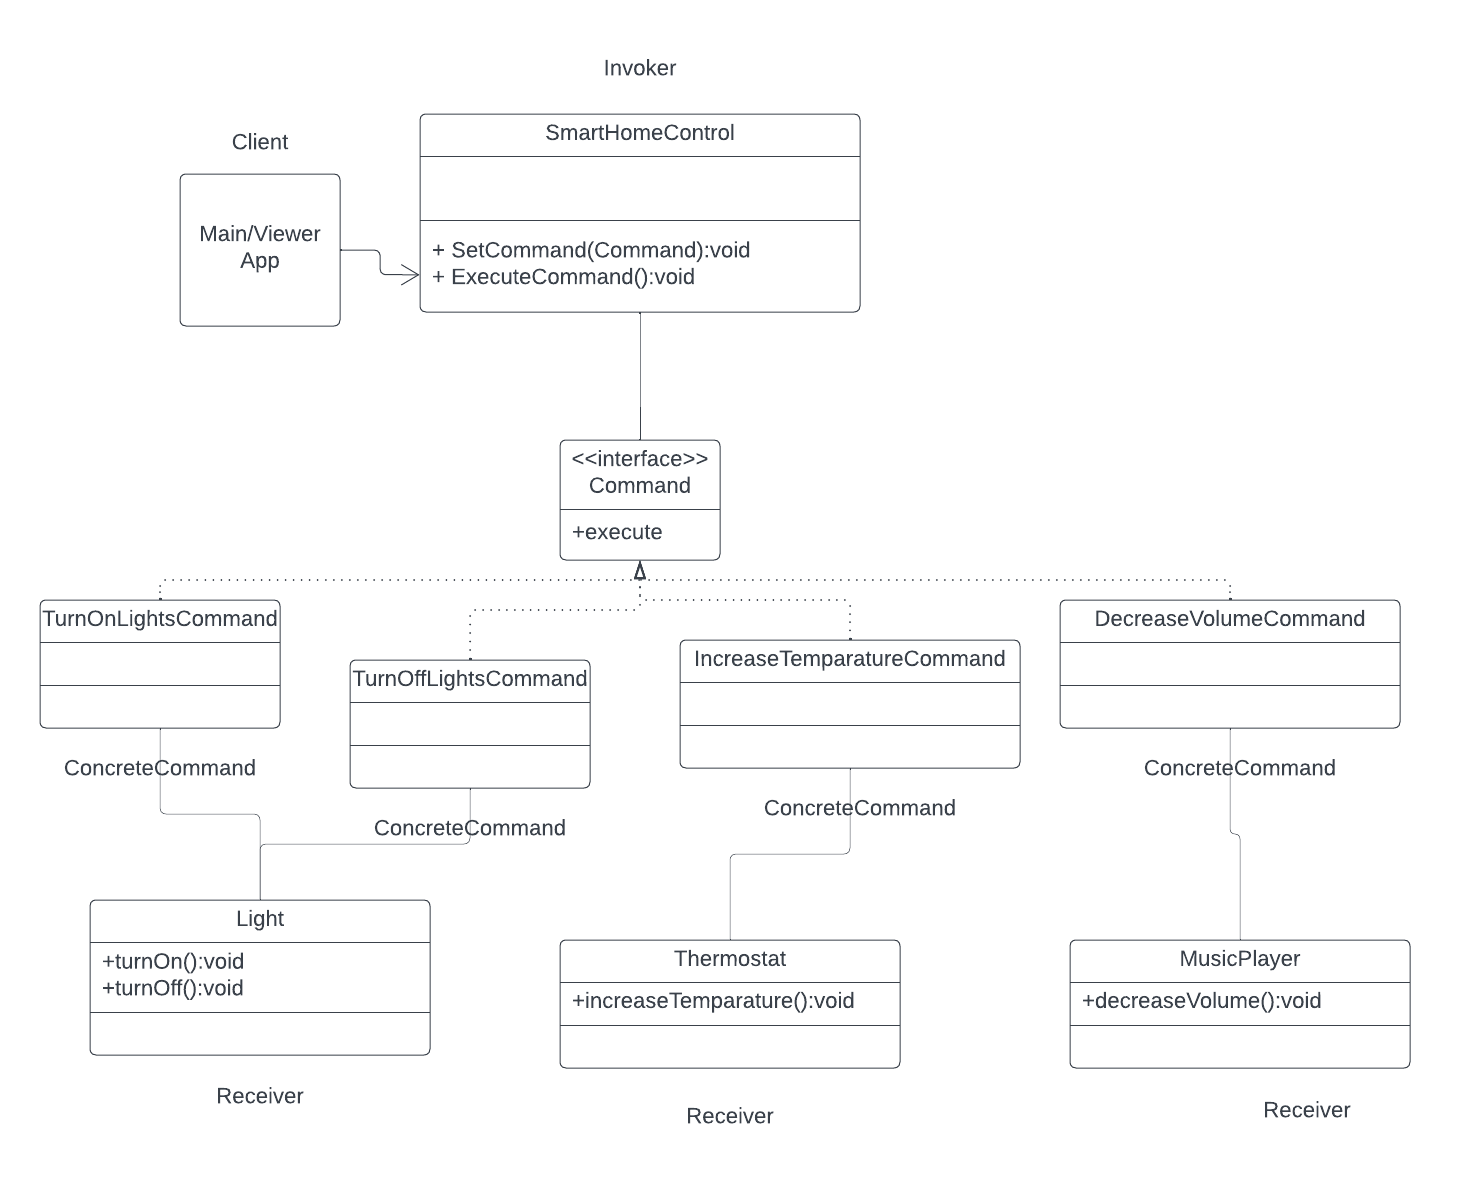 Invoker
Client
SmartHomeControl
+ SetCommand(Command):void
+ ExecuteCommand():void
Main/Viewer
App
<<interface>>
Command
+execute
TurnOnLightsCommand
TurnOffLightsCommand
IncreaseTemparatureCommand
DecreaseVolumeCommand
ConcreteCommand
ConcreteCommand
ConcreteCommand
ConcreteCommand
Light
+turnOn():void
+turnOff():void
Thermostat
+increaseTemparature():void
MusicPlayer
+decreaseVolume():void
Receiver
Receiver
Receiver